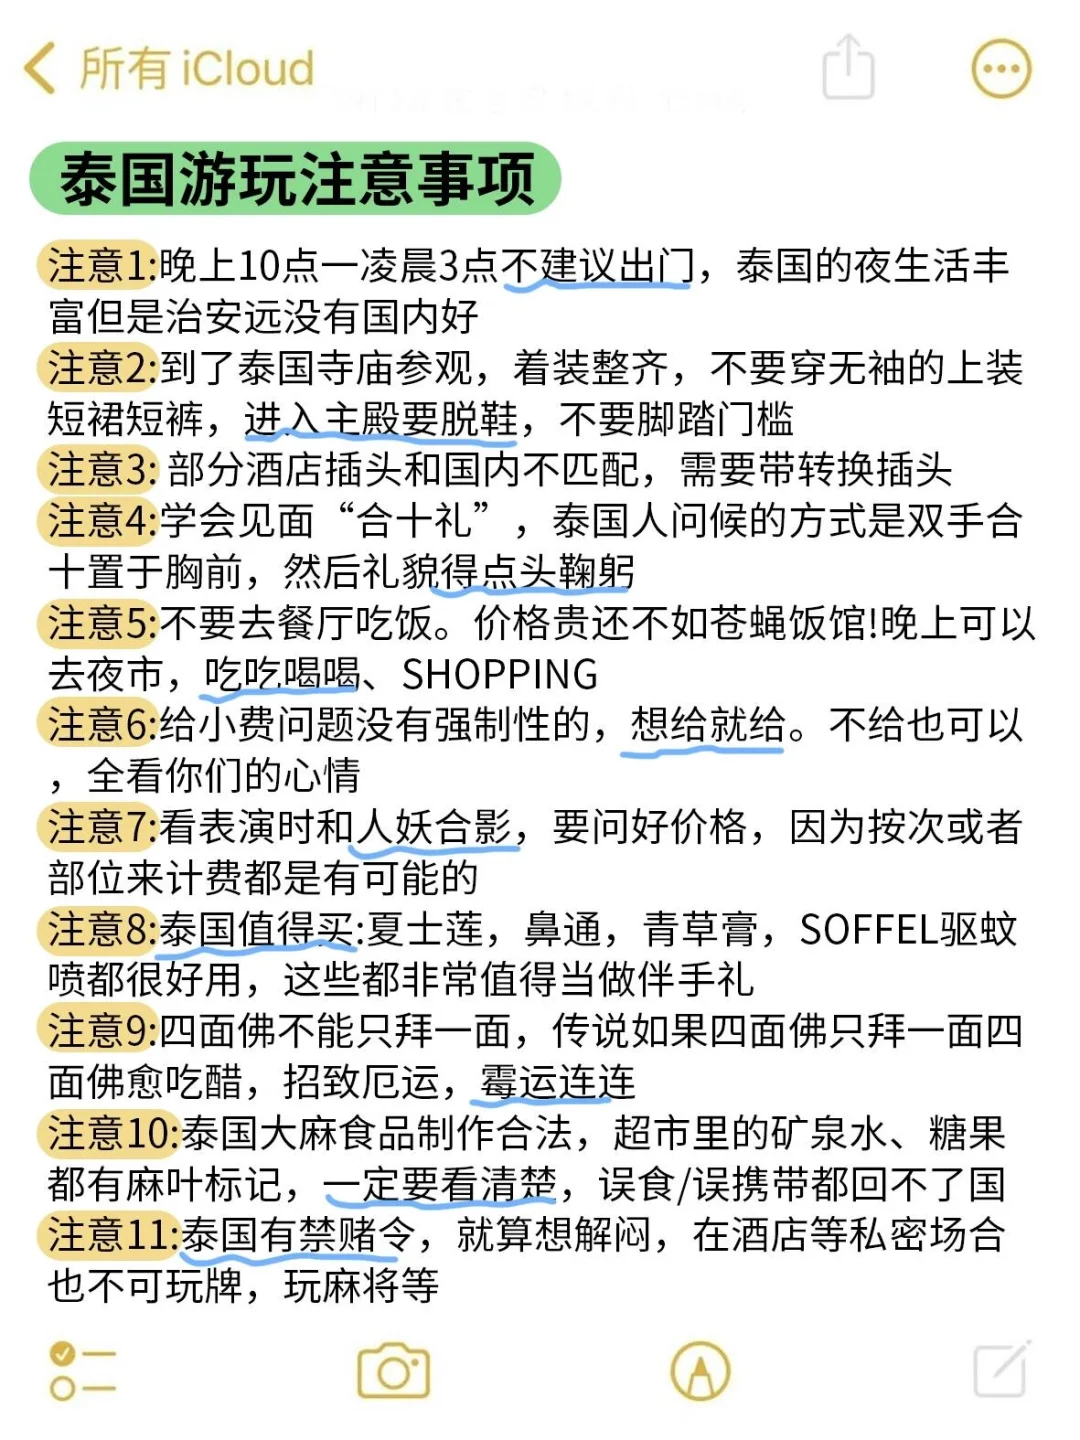 所有 iCloud
泰国游玩注意事项
注意1:晚上10点一凌晨3点不建议出门，泰国的夜生活丰
富但是治安远没有国内好
注意2:到了泰国寺庙参观，着装整齐，不要穿无袖的上装
短裙短裤，进入主殿要脱鞋，不要脚踏门槛
注意3: 部分酒店插头和国内不匹配，需要带转换插头
注意4:学会见面“合十礼”，泰国人问候的方式是双手合
十置于胸前，然后礼貌得点头鞠躬
注意5:不要去餐厅吃饭。价格贵还不如苍蝇饭馆!晚上可以
去夜市，吃吃喝喝、SHOPPING
注意6:给小费问题没有强制性的，想给就给。不给也可以
，全看你们的心情
注意7:看表演时和人妖合影，要问好价格，因为按次或者
部位来计费都是有可能的
注意8:泰国值得买:夏士莲，鼻通，青草膏，SOFFEL驱蚊
喷都很好用，这些都非常值得当做伴手礼
注意9:四面佛不能只拜一面，传说如果四面佛只拜一面四
面佛愈吃醋，招致厄运，霉运连连
注意10:泰国大麻食品制作合法，超市里的矿泉水、糖果
都有麻叶标记，一定要看清楚，误食/误携带都回不了国
注意11:泰国有禁赌令，就算想解闷，在酒店等私密场合
也不可玩牌，玩麻将等